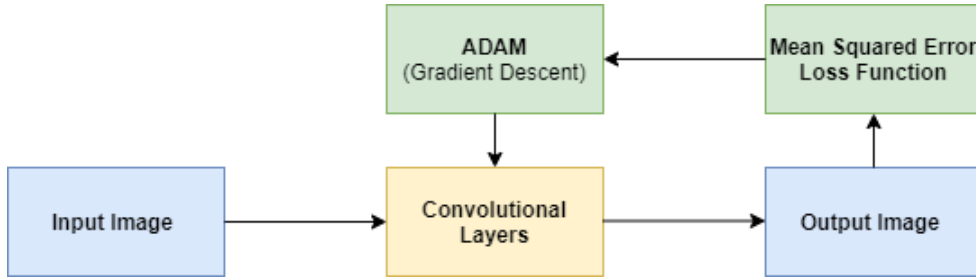 ADAM
(Gradient Descent)
Mean Squared Error
Loss Function
Input Image
Convolutional
Layers
Output Image